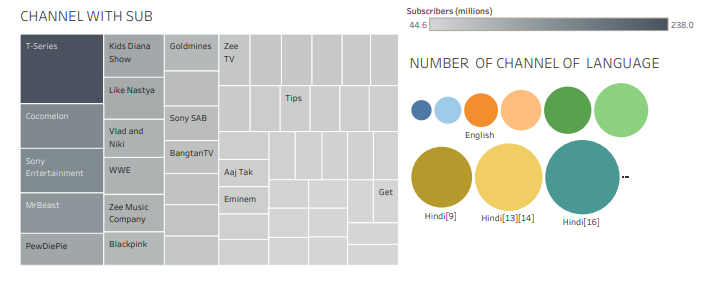 CHANNEL WITH SUB
T-Series
Cocomelon
Sony
Entertainment
MrBeast
PewDiePie
Kids Diana
Show
Like Nastya
Vlad and
Niki
WWE
Zee Music
Company
Blackpink
Goldmines
Sony SAB
BangtanTV
Zee
TV
Tips
Aaj Tak
Eminem
Get
Subscribers (millions)
44.6 238.0
NUMBER OF CHANNEL OF LANGUAGE
English
Hindi[9]
Hindi[13][14]
Hindi[16]